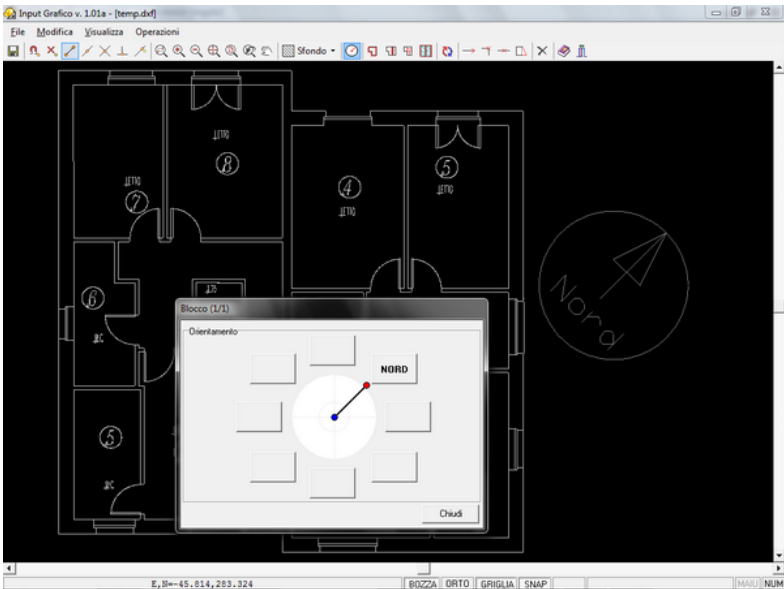 Input Grafico v. 1.01a - [temp.dxf]
File Modifica Visualizza Operazioni
Sfondo
8
LETTO
5
LETTO
4
LETTO
LETTO
7
6
W.C
Nord
Blocco (1/1)
Orientamento
NORD
5
Chiudi
E,N=-45.814,283.324 BOZZA ORTO GRIGLIA SNAP MAIU NUM